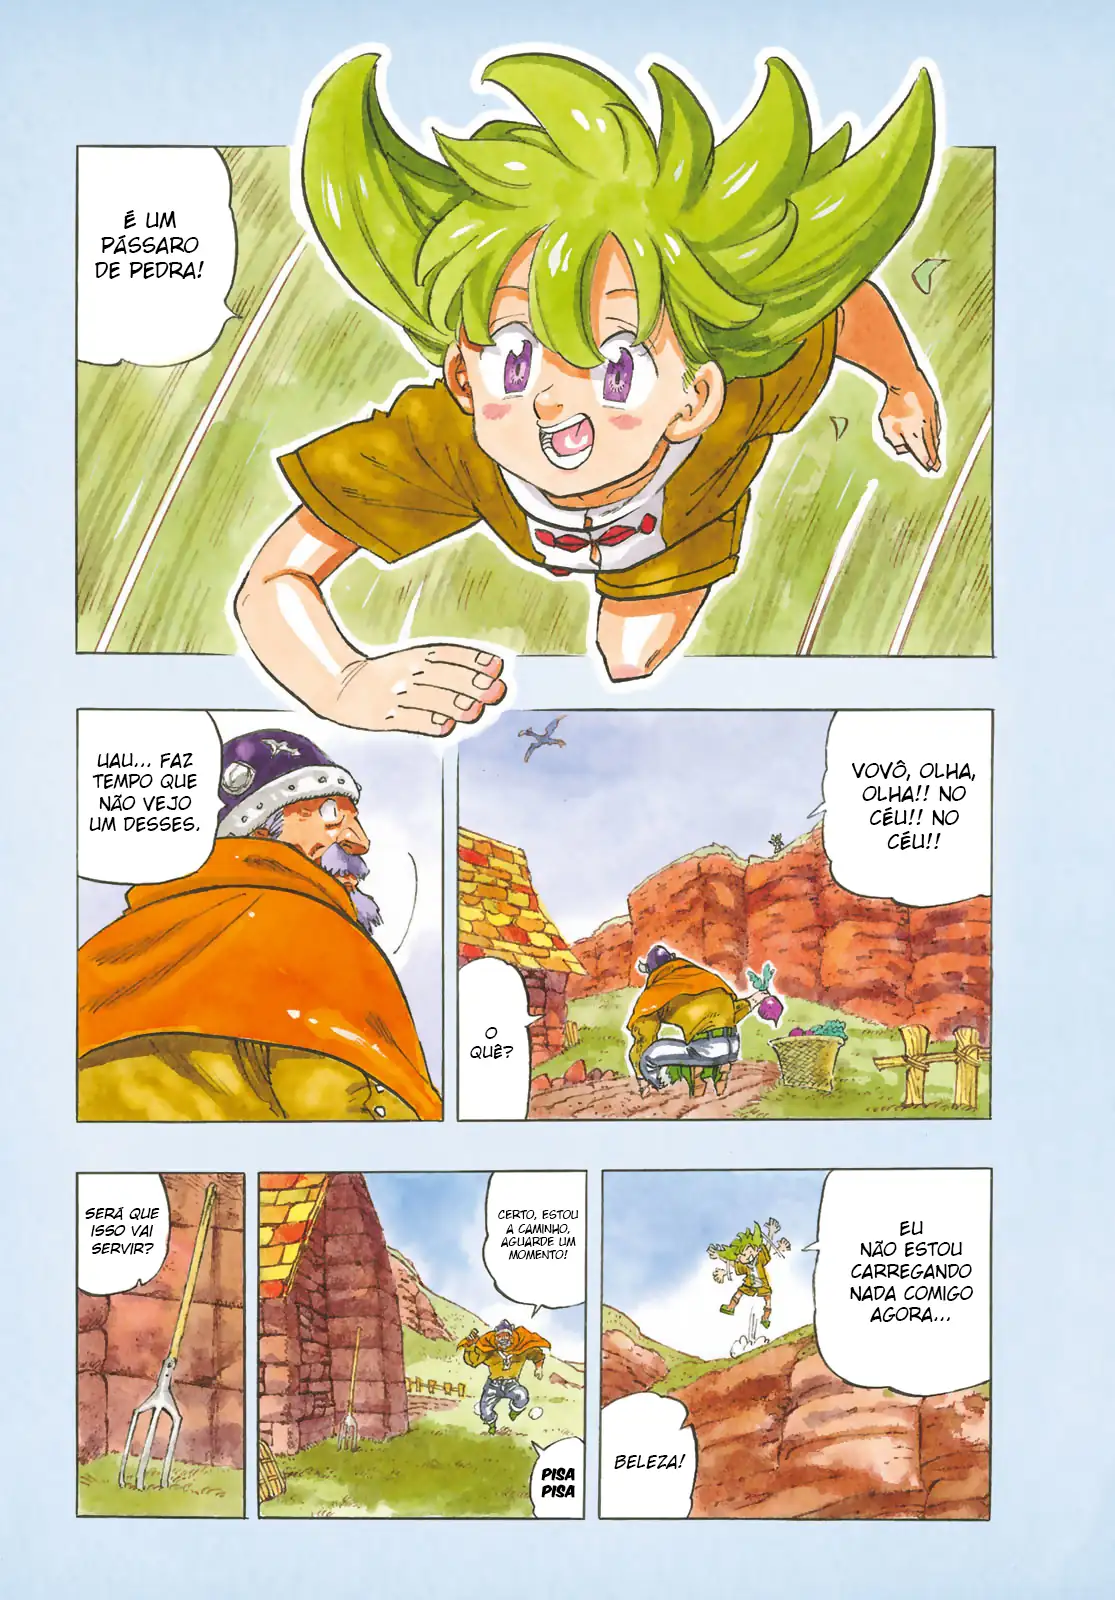 É UM
PÁSSARO
DE PEDRA!
VOVÔ, OLHA,
OLHA!! NO
CÉU!! NO
CÉU!!
O
QUÊ?
UAU... FAZ
TEMPO QUE
NÃO VEJO
UM DESSES.
EU
NÃO ESTOU
CARREGANDO
NADA COMIGO
AGORA...
BELEZA!
CERTO, ESTOU
A CAMINHO,
AGUARDE UM
MOMENTO!
PISA
PISA
SERÁ QUE
ISSO VAI
SERVIR?